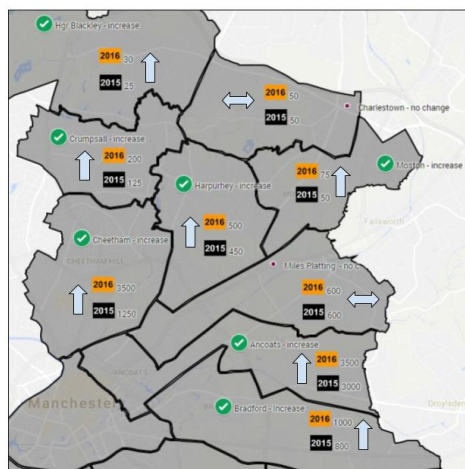 Hgr Blackley - increase
2016 30
2015 25
2016 50
2015 50
Charlestown - no change
Crumpsall - increase
2016 200
2015 125
Harpurhey - increase
2016 500
2015 450
2016 75
2015 50
Moston - increase
Failsworth
Cheetham - increase
CHEETHAM HILL
2016 3500
2015 1250
Miles Platting - no c
2016 600
2015 600
Ancoats - increase
2016 3500
2015 3000
ANCOATS
Manchester
Droylsden
Bradford - Increase
2016 1000
2015 800